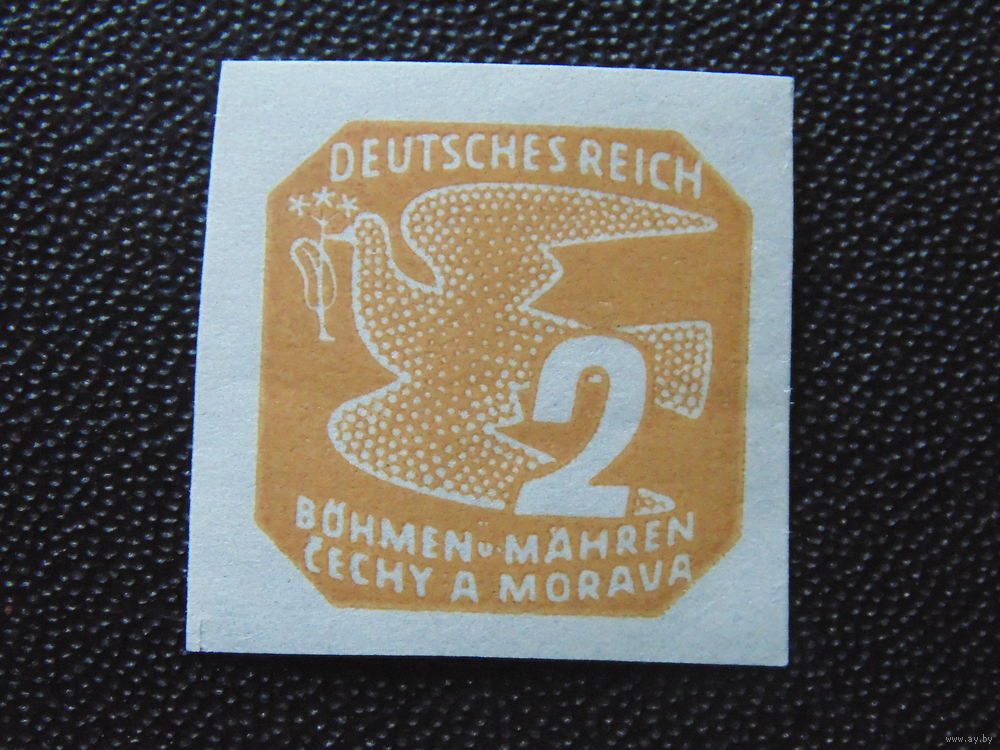 DEUTSCHES REICH
2
BÖHMEN u. MÄHREN
ČECHY A MORAVA
www.ay.by